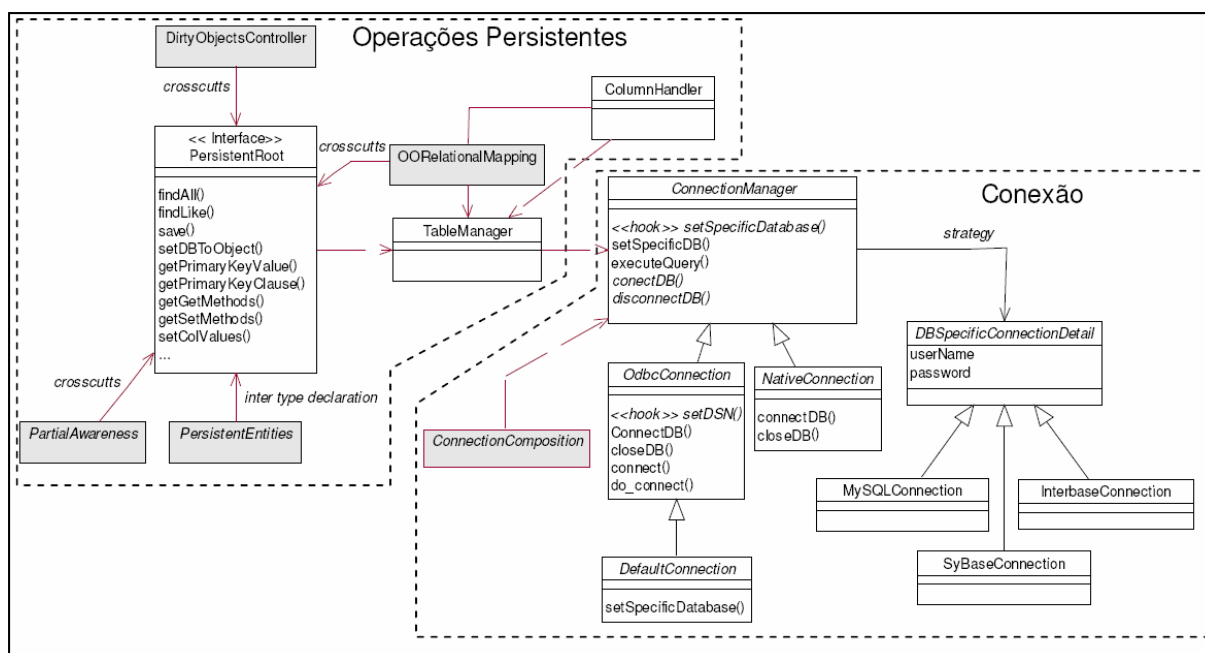 DirtyObjectsController
Operações Persistentes
crosscutts
ColumnHandler
<< Interface>>
PersistentRoot
crosscutts
OORelationalMapping
findAll()
findLike()
save()
setDBToObject()
getPrimaryKeyValue()
getPrimaryKeyClause()
getGetMethods()
getSetMethods()
setColValues()
...
TableManager
crosscutts
inter type declaration
PartialAwareness
PersistentEntities
ConnectionManager
Conexão
<<hook>> setSpecificDatabase()
setSpecificDB()
executeQuery()
conectDB()
disconnectDB()
strategy
DBSpecificConnectionDetail
userName
password
OdbcConnection
<<hook>> setDSN()
ConnectDB()
closeDB()
connect()
do_connect()
NativeConnection
connectDB()
closeDB()
ConnectionComposition
MySQLConnection
InterbaseConnection
SyBaseConnection
DefaultConnection
setSpecificDatabase()